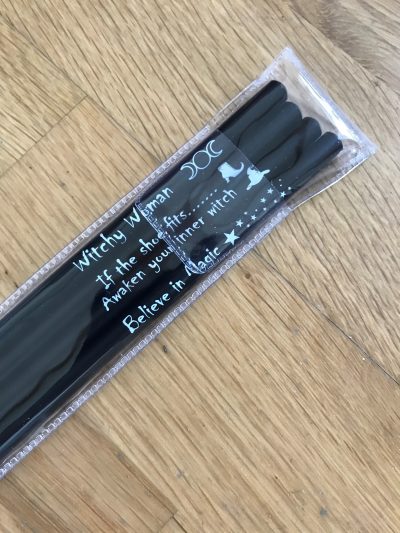 Witchy Woman
If the shoe fits........
Awaken your inner witch
Believe in Magic